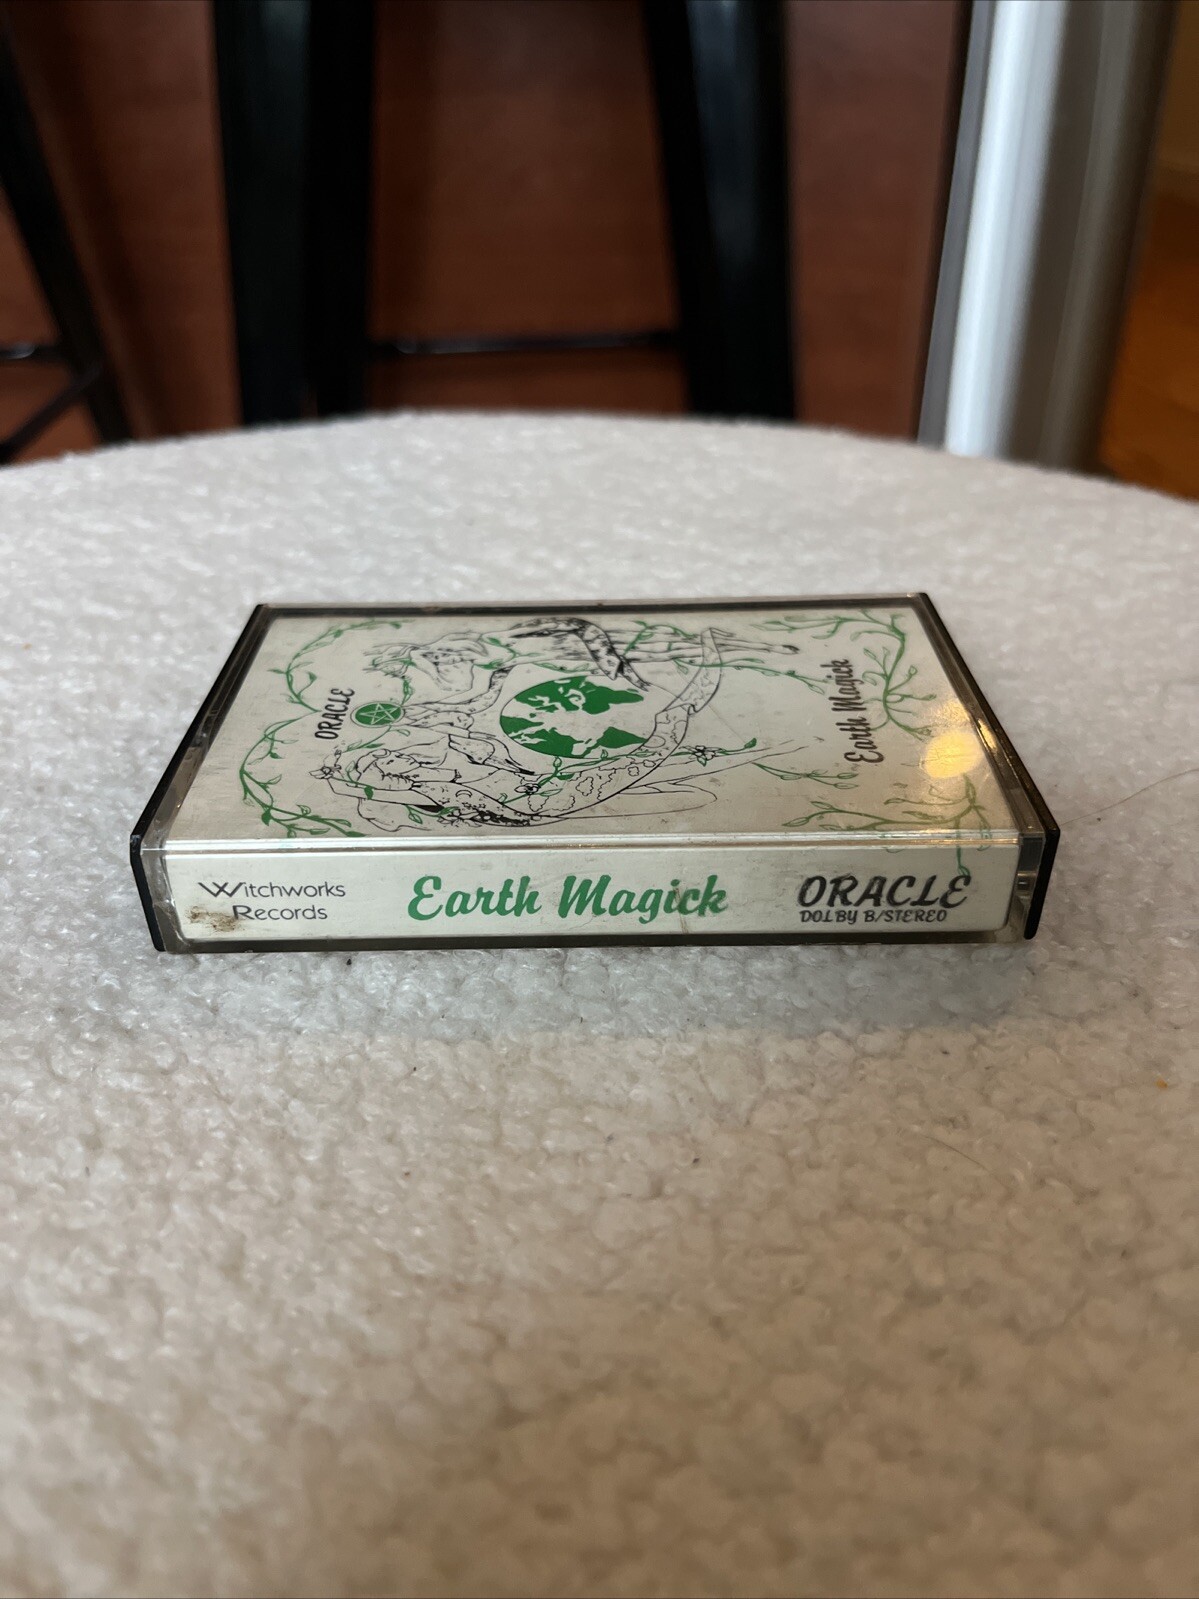 ORACLE
Earth Magick
Witchworks
Records
Earth Magick
ORACLE
DOLBY B/STEREO